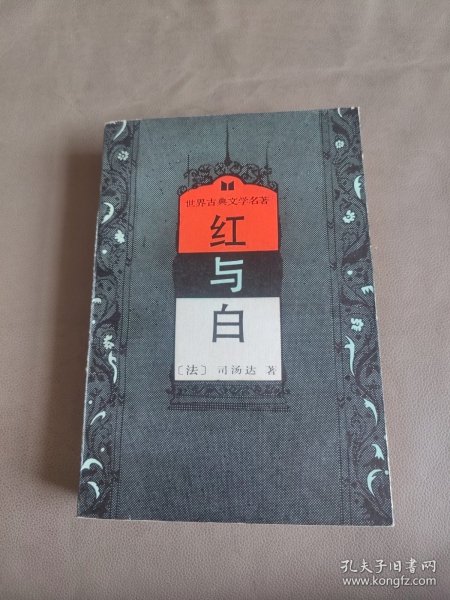 世界古典文学名著
红
与
白
〔法〕司汤达 著
孔夫子旧书网
www.kongfz.com